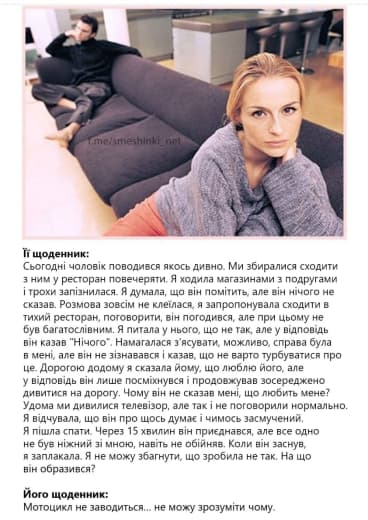 t.me/smeshinki_net
Її щоденник:
Сьогодні чоловік поводився якось дивно. Ми збиралися сходити
з ним у ресторан повечеряти. Я ходила магазинами з подругами
і трохи запізнилася. Я думала, що він помітить, але він нічого не
сказав. Розмова зовсім не клеїлася, я запропонувала сходити в
тихий ресторан, поговорити, він погодився, але при цьому не
був багатослівним. Я питала у нього, що не так, але у відповідь
він казав "Нічого". Намагалася з'ясувати, можливо, справа була
в мені, але він не зізнавався і казав, що не варто турбуватися про
це. Дорогою додому я сказала йому, що люблю його, але
у відповідь він лише посміхнувся і продовжував зосереджено
дивитися на дорогу. Чому він не сказав мені, що любить мене?
Удома ми дивилися телевізор, але так і не поговорили нормально.
Я відчувала, що він про щось думає і чимось засмучений.
Я пішла спати. Через 15 хвилин він приєднався, але все одно
не був ніжний зі мною, навіть не обійняв. Коли він заснув,
я заплакала. Я не можу збагнути, що зробила не так. На що
він образився?
Його щоденник:
Мотоцикл не заводиться... не можу зрозуміти чому.